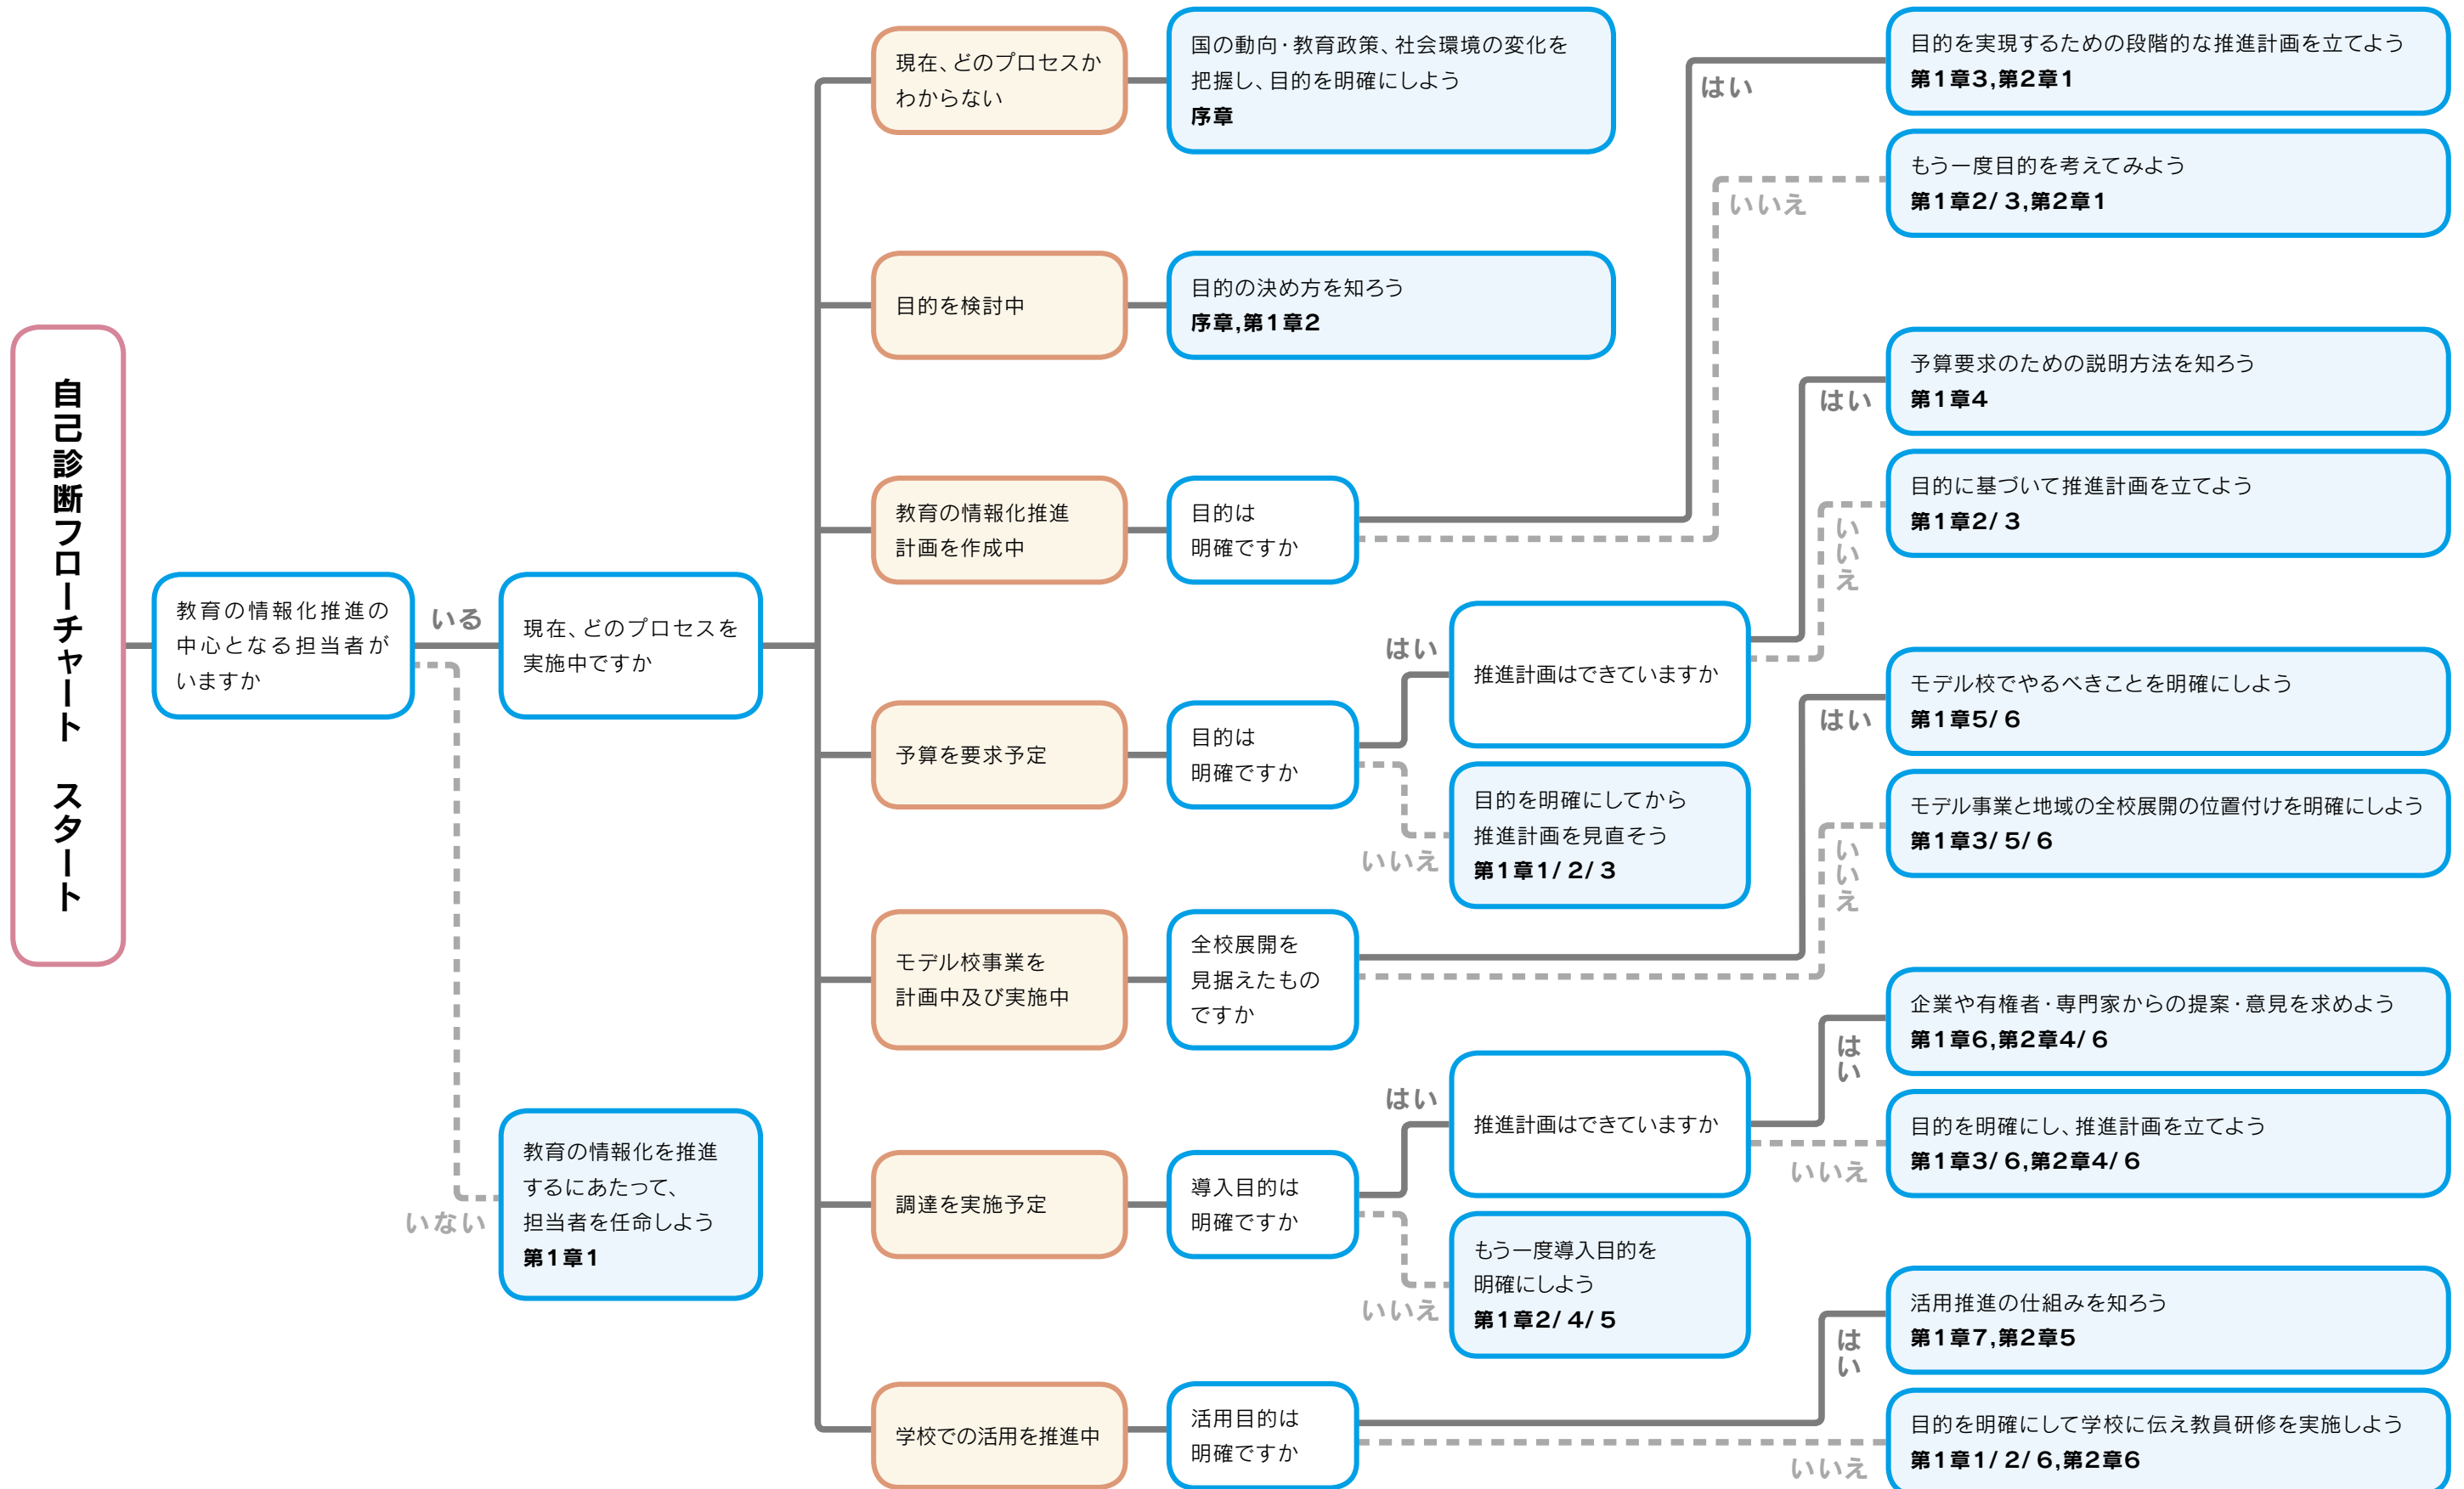 自己診断フローチャート　スタート
教育の情報化推進の
中心となる担当者が
いますか
いる
いない
現在、どのプロセスを
実施中ですか
教育の情報化を推進
するにあたって、
担当者を任命しよう
第1章1
現在、どのプロセスか
わからない
国の動向・教育政策、社会環境の変化を
把握し、目的を明確にしよう
序章
目的を検討中
目的の決め方を知ろう
序章,第1章2
教育の情報化推進
計画を作成中
目的は
明確ですか
はい
目的を実現するための段階的な推進計画を立てよう
第1章3,第2章1
いいえ
もう一度目的を考えてみよう
第1章2/ 3,第2章1
予算を要求予定
目的は
明確ですか
はい
推進計画はできていますか
はい
予算要求のための説明方法を知ろう
第1章4
いいえ
目的に基づいて推進計画を立てよう
第1章2/ 3
いいえ
目的を明確にしてから
推進計画を見直そう
第1章1/ 2/ 3
モデル校事業を
計画中及び実施中
全校展開を
見据えたもの
ですか
はい
モデル校でやるべきことを明確にしよう
第1章5/ 6
いいえ
モデル事業と地域の全校展開の位置付けを明確にしよう
第1章3/ 5/ 6
調達を実施予定
導入目的は
明確ですか
はい
推進計画はできていますか
はい
企業や有権者・専門家からの提案・意見を求めよう
第1章6,第2章4/ 6
いいえ
目的を明確にし、推進計画を立てよう
第1章3/ 6,第2章4/ 6
いいえ
もう一度導入目的を
明確にしよう
第1章2/ 4/ 5
学校での活用を推進中
活用目的は
明確ですか
はい
活用推進の仕組みを知ろう
第1章7,第2章5
いいえ
目的を明確にして学校に伝え教員研修を実施しよう
第1章1/ 2/ 6,第2章6